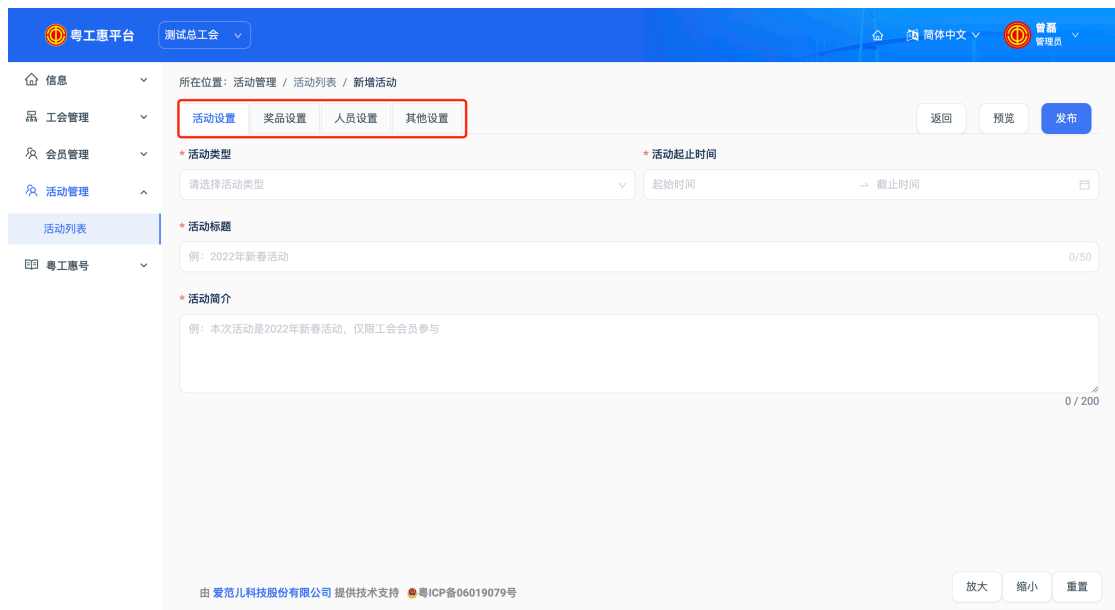 粤工惠平台 测试总工会 简体中文 曾磊
管理员
信息
工会管理
会员管理
活动管理
活动列表
粤工惠号
所在位置：活动管理 / 活动列表 / 新增活动
活动设置 奖品设置 人员设置 其他设置 返回 预览 发布
* 活动类型 * 活动起止时间
请选择活动类型 起始时间 → 截止时间
* 活动标题
例：2022年新春活动 0/50
* 活动简介
例：本次活动是2022年新春活动，仅限工会会员参与
0 / 200
放大 缩小 重置
由 爱范儿科技股份有限公司 提供技术支持 粤ICP备06019079号